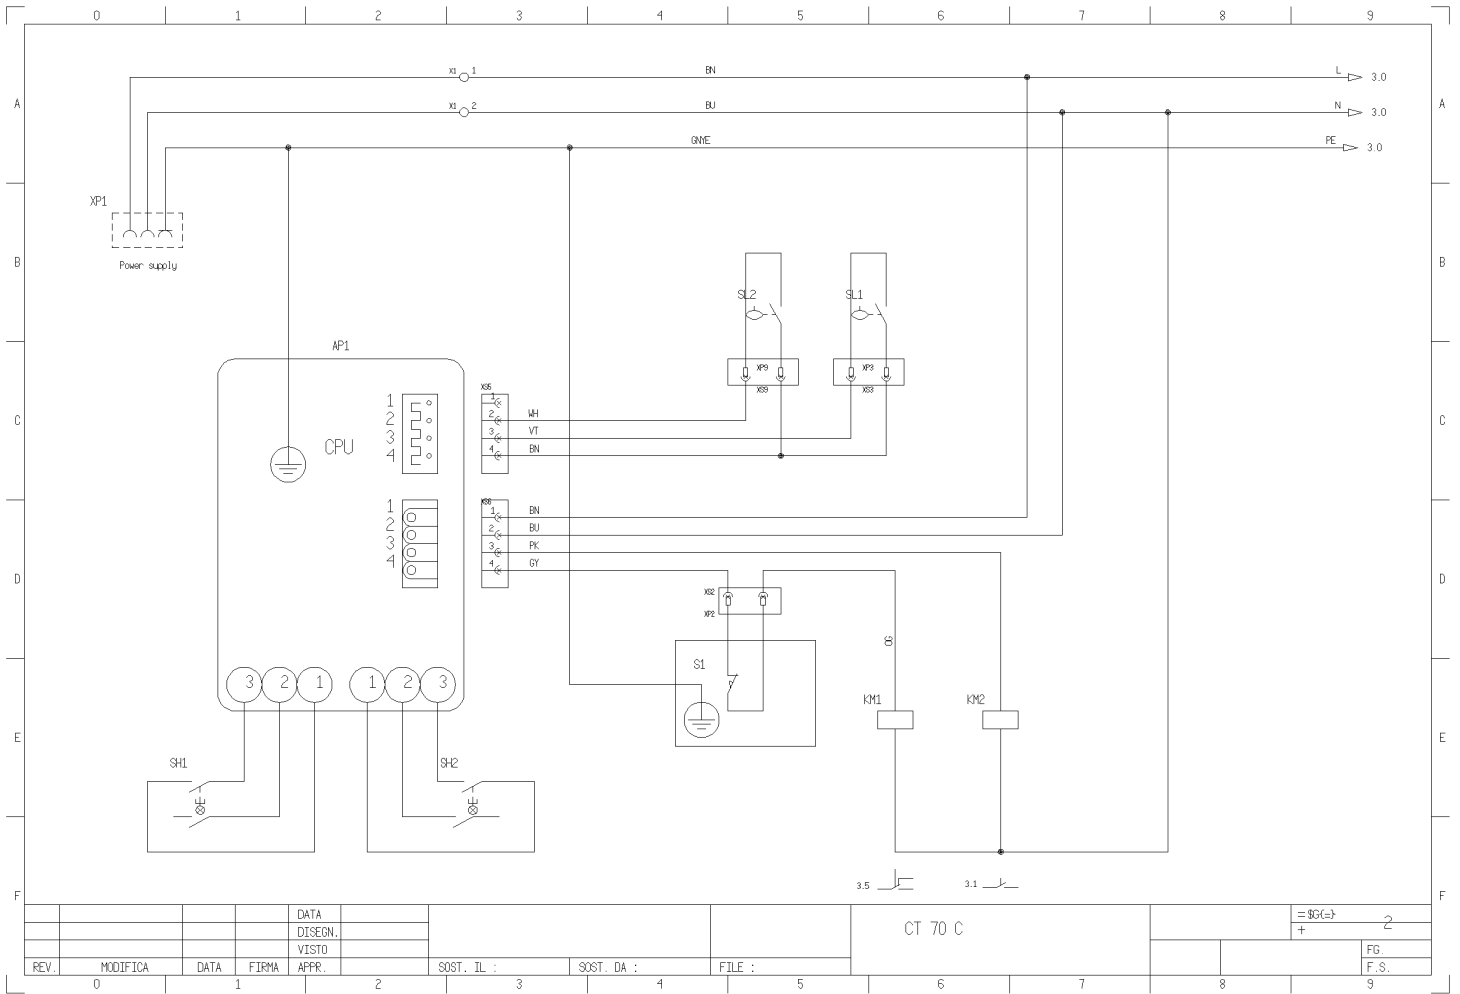 0 1 2 3 4 5 6 7 8 9
X1 1 BN L 3.0
A A
X1 2 BU N 3.0
GNYE PE 3.0
XP1
B B
Power supply
SL2 SL1
AP1
XP9 XP3
XS9 XS3
XS5
1 1
2 2 WH
C C
3 3 VT
CPU
4 4 BN
XS6
1 1 BN
2 2 BU
3 3 PK
4 4 GY
D D
XS2
XP2
OG
S1
3 2 1 1 2 3
KM1 KM2
E E
SH1 SH2
3.5 3.1
F F
DATA
DISEGN.
VISTO
REV. MODIFICA DATA FIRMA APPR. SOST. IL : SOST. DA : FILE :
CT 70 C
=$G(=}
+
2
FG.
F.S.
0 1 2 3 4 5 6 7 8 9